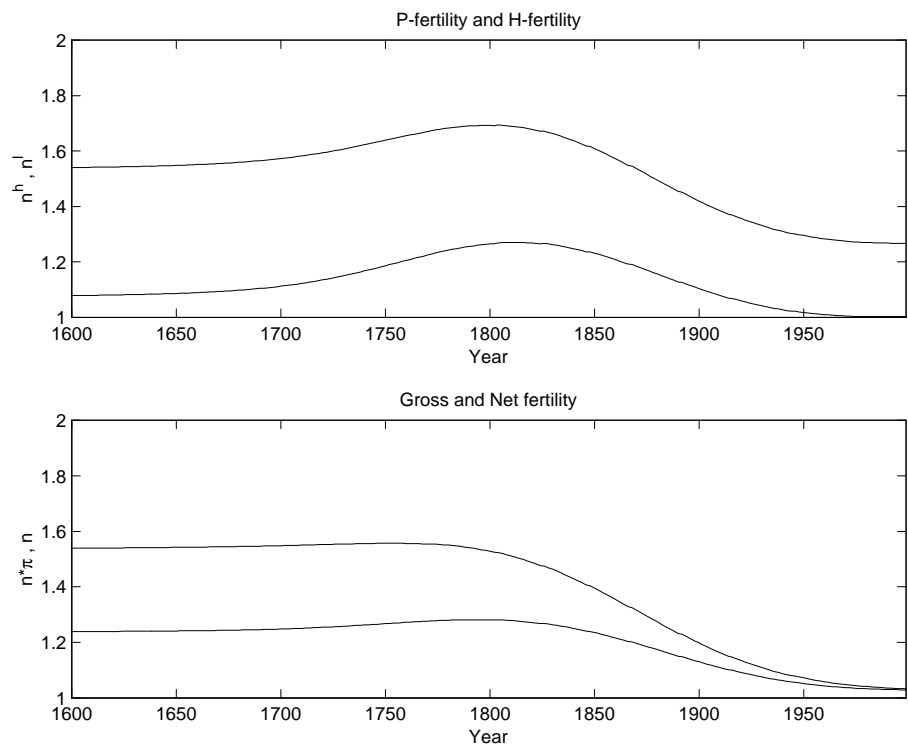 P-fertility and H-fertility
2
1.8
1.6
1.4
1.2
1
n^h , n^l
1600 1650 1700 1750 1800 1850 1900 1950
Year
Gross and Net fertility
2
1.8
1.6
1.4
1.2
1
n*π , n
1600 1650 1700 1750 1800 1850 1900 1950
Year